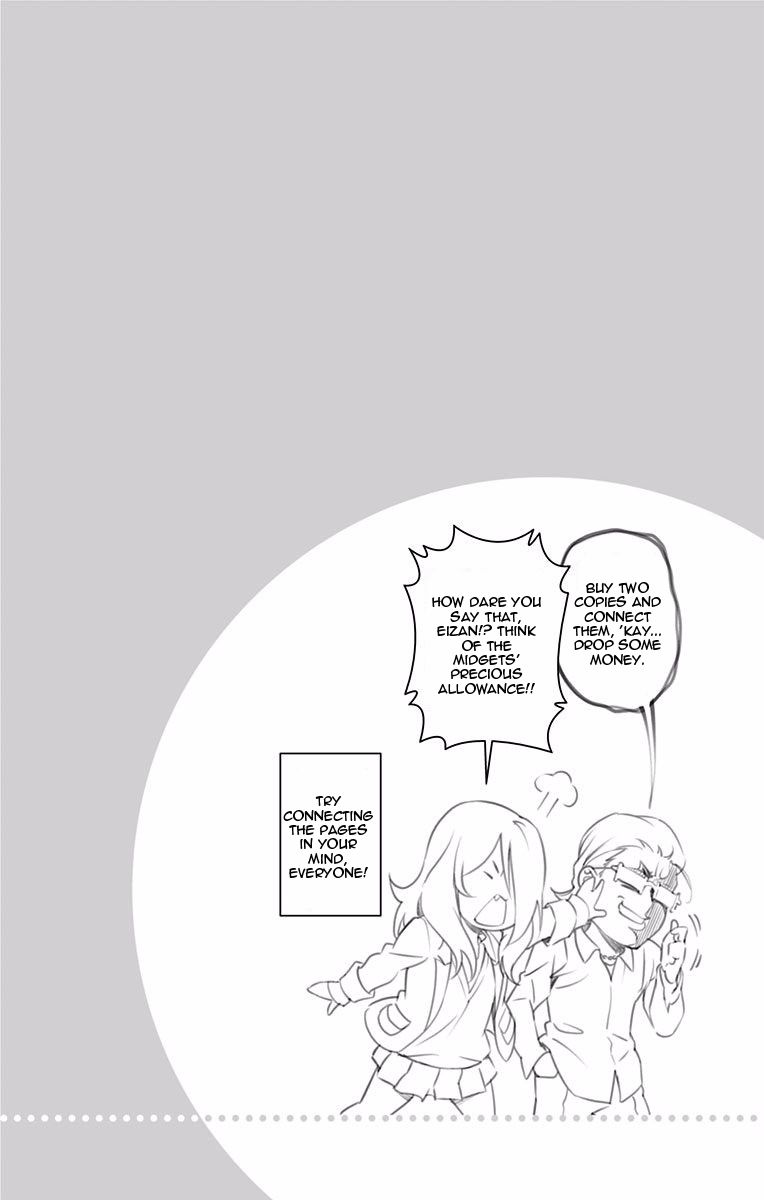 BUY TWO
COPIES AND
CONNECT
THEM, 'KAY...
DROP SOME
MONEY.
HOW DARE YOU
SAY THAT,
EIZAN!? THINK
OF THE
MIDGETS'
PRECIOUS
ALLOWANCE!!
TRY
CONNECTING
THE PAGES
IN YOUR
MIND,
EVERYONE!